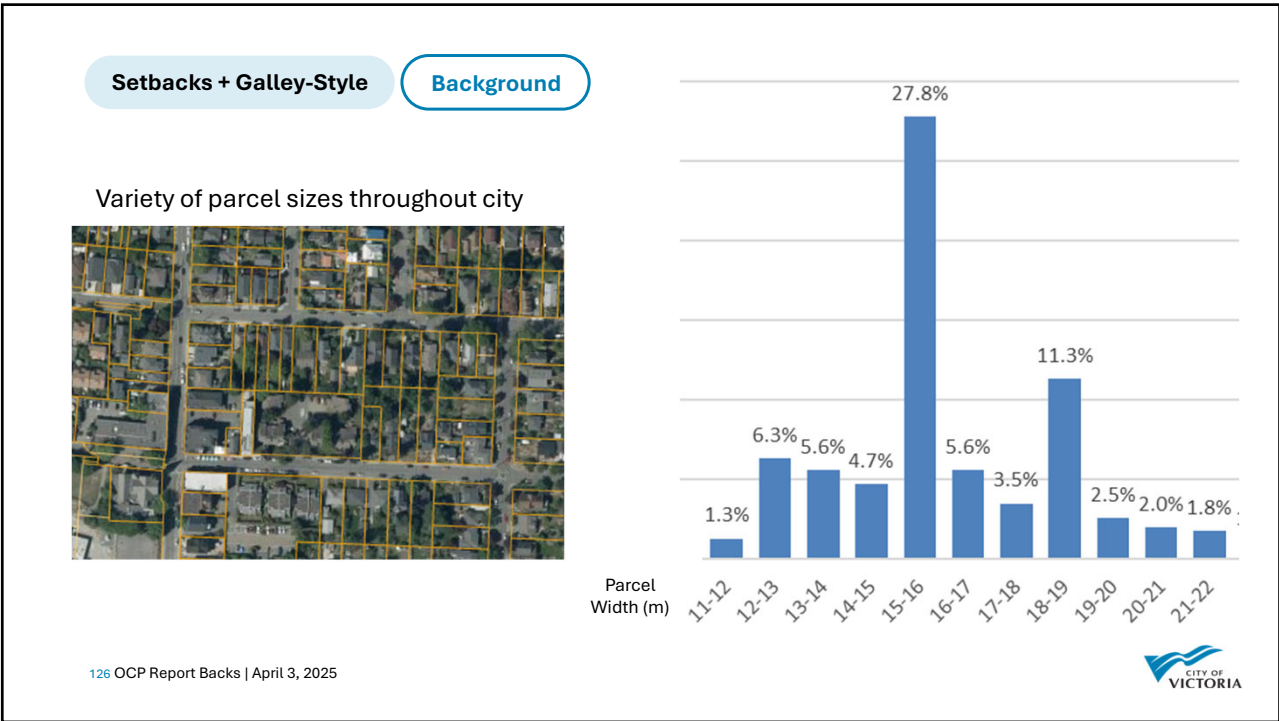 Setbacks + Galley-Style
Background
Variety of parcel sizes throughout city
27.8%
11.3%
6.3%
5.6%
4.7%
5.6%
3.5%
2.5%
2.0%
1.8%
1.3%
Parcel
Width (m)
11-12
12-13
13-14
14-15
15-16
16-17
17-18
18-19
19-20
20-21
21-22
126 OCP Report Backs | April 3, 2025
CITY OF
VICTORIA